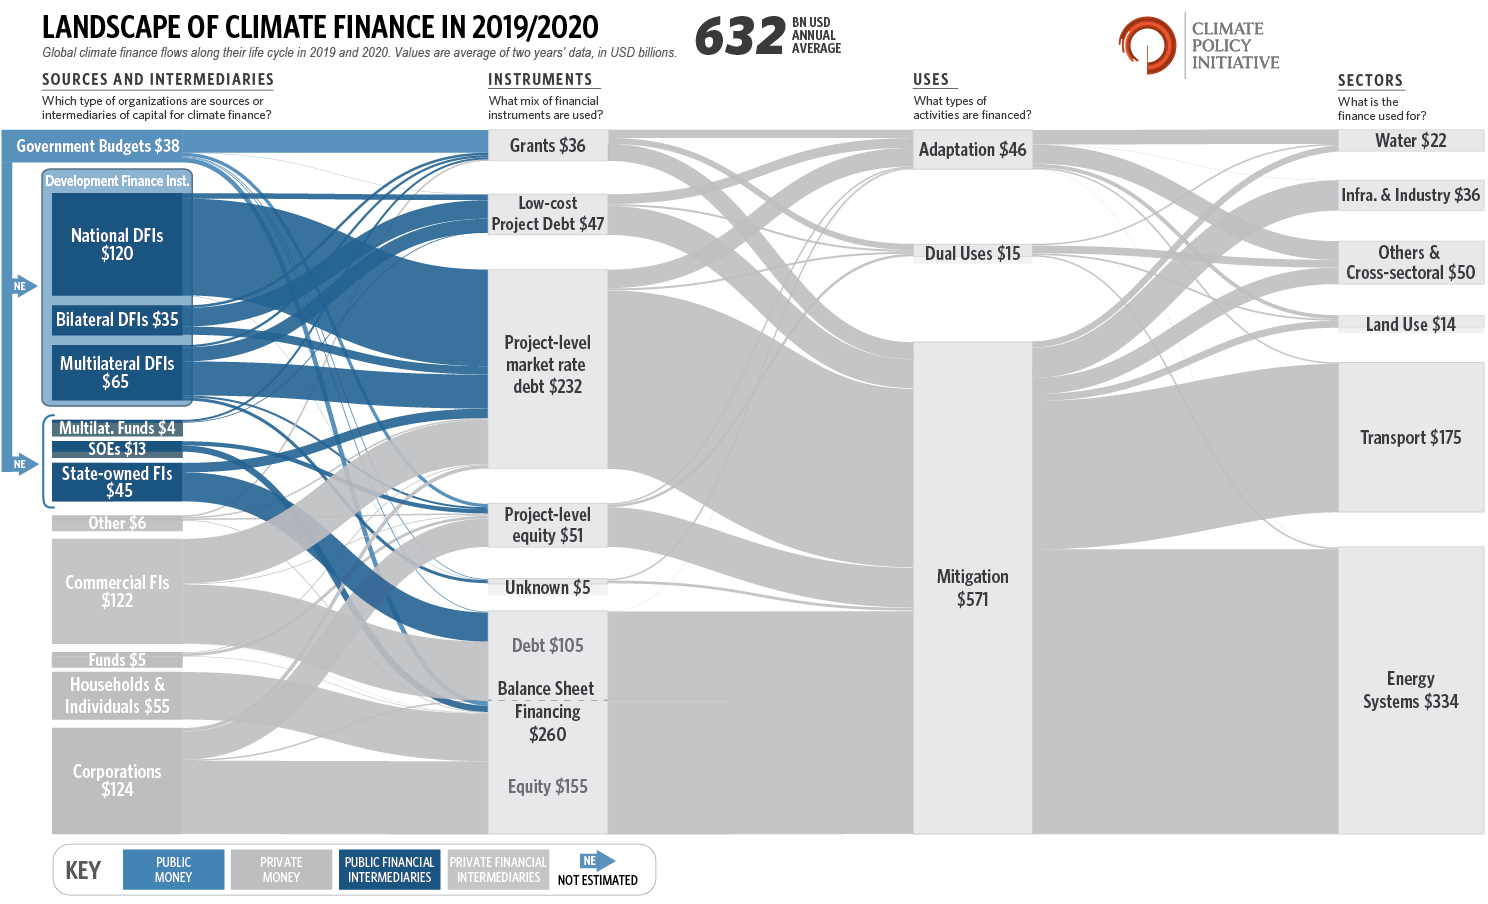 LANDSCAPE OF CLIMATE FINANCE IN 2019/2020
Global climate finance flows along their life cycle in 2019 and 2020. Values are average of two years' data, in USD billions.
632
BN USD
ANNUAL
AVERAGE
CLIMATE
POLICY
INITIATIVE
SOURCES AND INTERMEDIARIES
Which type of organizations are sources or
intermediaries of capital for climate finance?
INSTRUMENTS
What mix of financial
instruments are used?
USES
What types of
activities are financed?
SECTORS
What is the
finance used for?
Government Budgets $38
Development Finance Inst.
National DFIs
$120
Bilateral DFIs $35
Multilateral DFIs
$65
NE
Multilat. Funds $4
SOEs $13
State-owned FIs
$45
NE
Other $6
Commercial FIs
$122
Funds $5
Households &
Individuals $55
Corporations
$124
Grants $36
Low-cost
Project Debt $47
Project-level
market rate
debt $232
Project-level
equity $51
Unknown $5
Debt $105
Balance Sheet
Financing
$260
Equity $155
Adaptation $46
Dual Uses $15
Mitigation
$571
Water $22
Infra. & Industry $36
Others &
Cross-sectoral $50
Land Use $14
Transport $175
Energy
Systems $334
KEY
PUBLIC
MONEY
PRIVATE
MONEY
PUBLIC FINANCIAL
INTERMEDIARIES
PRIVATE FINANCIAL
INTERMEDIARIES
NE
NOT ESTIMATED